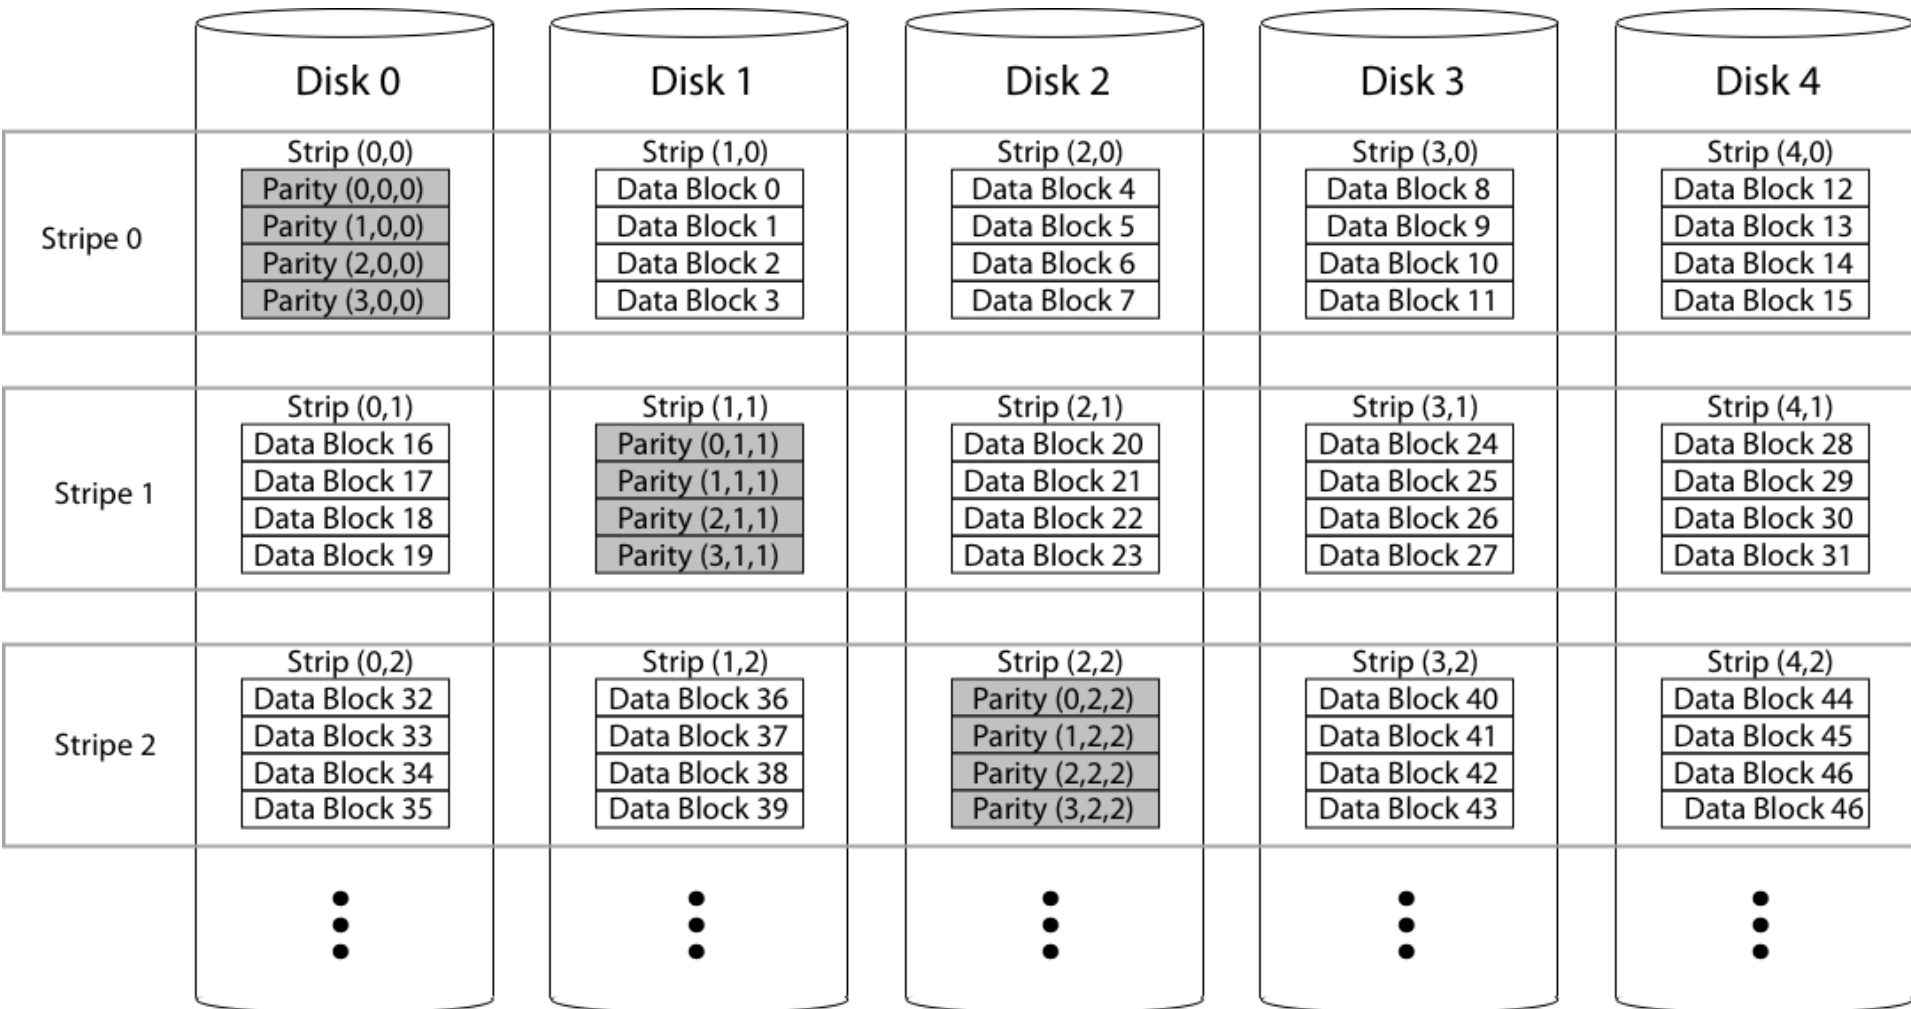 Disk 0 Disk 1 Disk 2 Disk 3 Disk 4
Strip (0,0) Strip (1,0) Strip (2,0) Strip (3,0) Strip (4,0)
Parity (0,0,0) Data Block 0 Data Block 4 Data Block 8 Data Block 12
Parity (1,0,0) Data Block 1 Data Block 5 Data Block 9 Data Block 13
Stripe 0
Parity (2,0,0) Data Block 2 Data Block 6 Data Block 10 Data Block 14
Parity (3,0,0) Data Block 3 Data Block 7 Data Block 11 Data Block 15
Strip (0,1) Strip (1,1) Strip (2,1) Strip (3,1) Strip (4,1)
Data Block 16 Parity (0,1,1) Data Block 20 Data Block 24 Data Block 28
Data Block 17 Parity (1,1,1) Data Block 21 Data Block 25 Data Block 29
Stripe 1
Data Block 18 Parity (2,1,1) Data Block 22 Data Block 26 Data Block 30
Data Block 19 Parity (3,1,1) Data Block 23 Data Block 27 Data Block 31
Strip (0,2) Strip (1,2) Strip (2,2) Strip (3,2) Strip (4,2)
Data Block 32 Data Block 36 Parity (0,2,2) Data Block 40 Data Block 44
Data Block 33 Data Block 37 Parity (1,2,2) Data Block 41 Data Block 45
Stripe 2
Data Block 34 Data Block 38 Parity (2,2,2) Data Block 42 Data Block 46
Data Block 35 Data Block 39 Parity (3,2,2) Data Block 43 Data Block 46